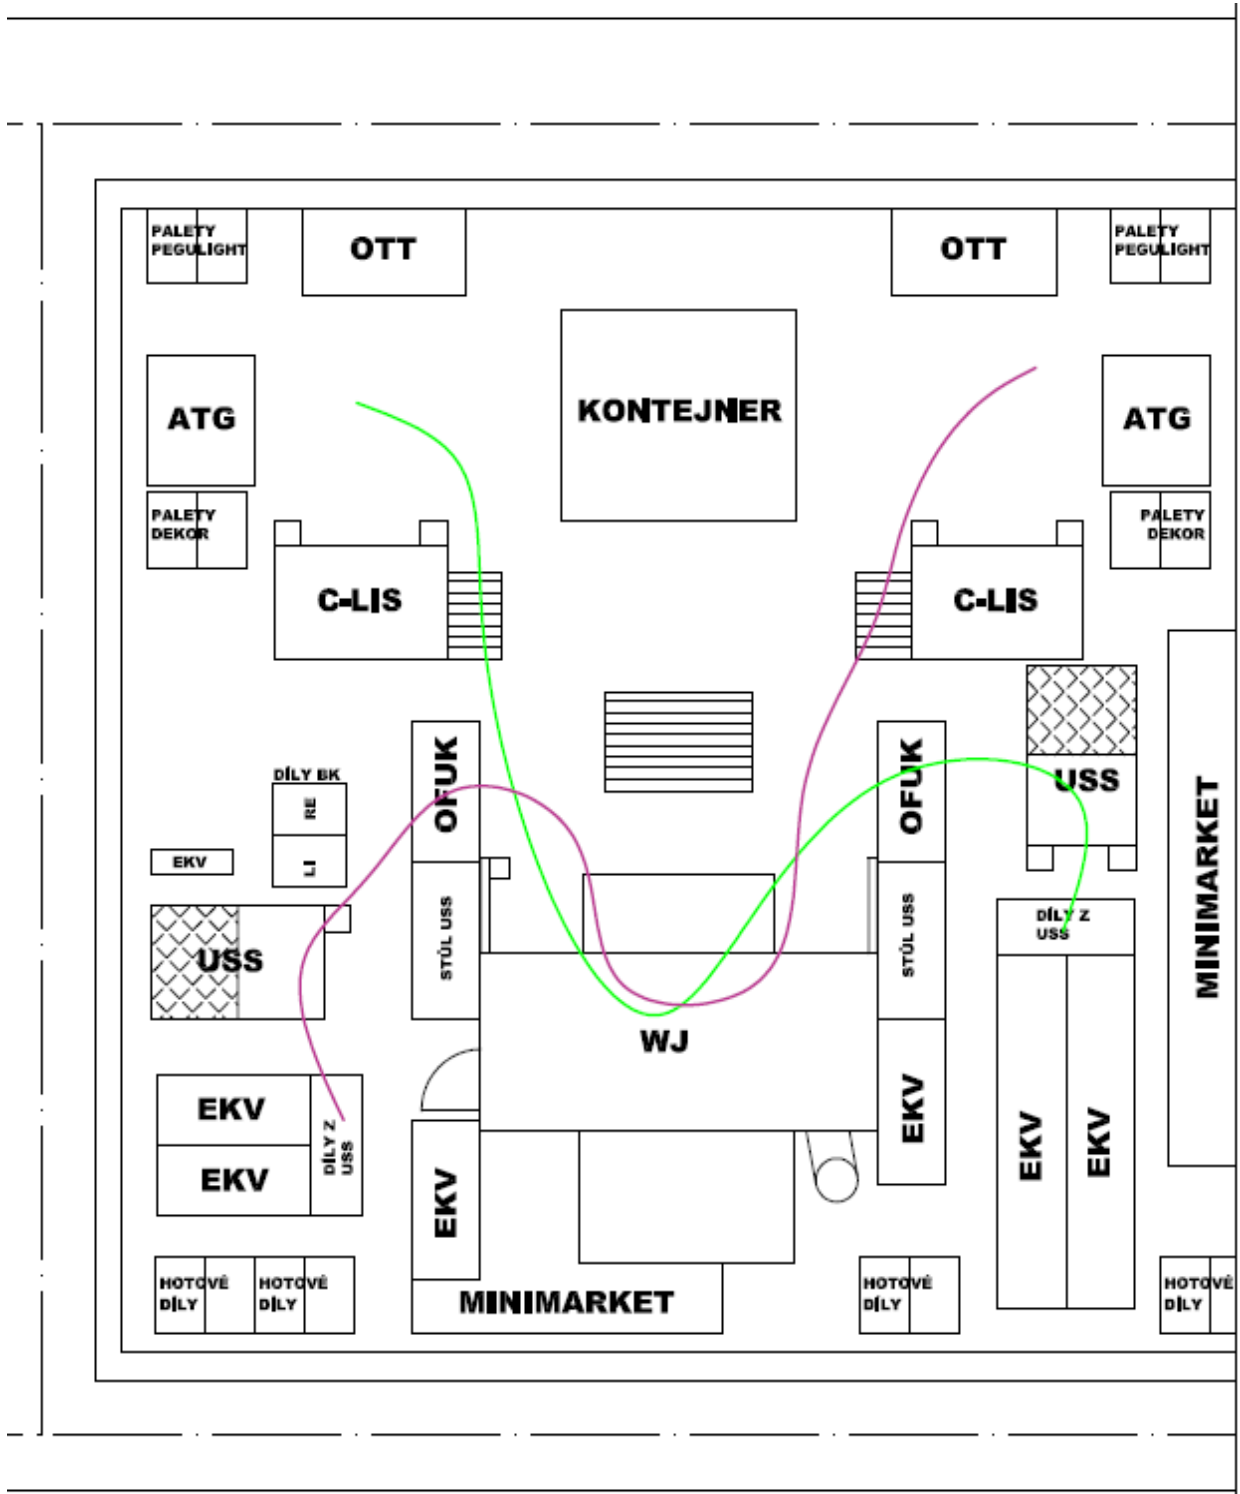 PALETY
PEGULIGHT
OTT
OTT
PALETY
PEGULIGHT
ATG
KONTEJNER
ATG
PALETY
DEKOR
PALETY
DEKOR
C-LIS
C-LIS
DÍLY BK
RE
LI
OFUK
OFUK
USS
EKV
USS
STŮL USS
STŮL USS
DÍLY Z
USS
MINIMARKET
WJ
EKV
EKV
DÍLY Z
USS
EKV
EKV
EKV
EKV
HOTOVÉ
DÍLY
HOTOVÉ
DÍLY
MINIMARKET
HOTOVÉ
DÍLY
HOTOVÉ
DÍLY
EKV